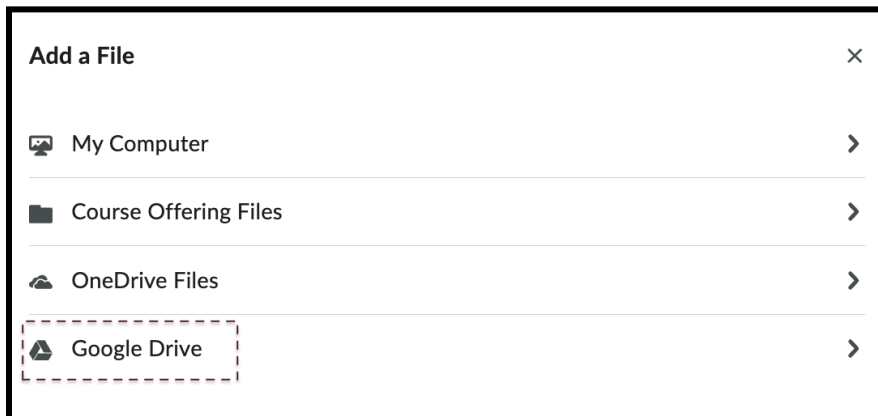 Add a File
My Computer
Course Offering Files
OneDrive Files
Google Drive